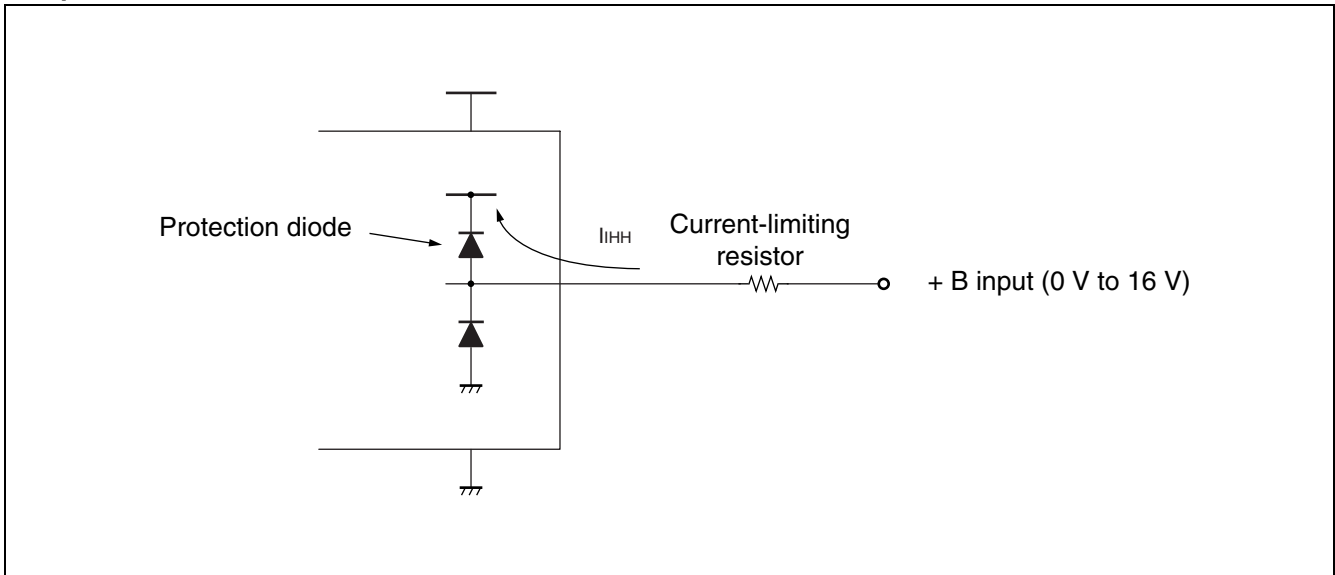 Protection diode
IIHH
Current-limiting
resistor
+ B input (0 V to 16 V)